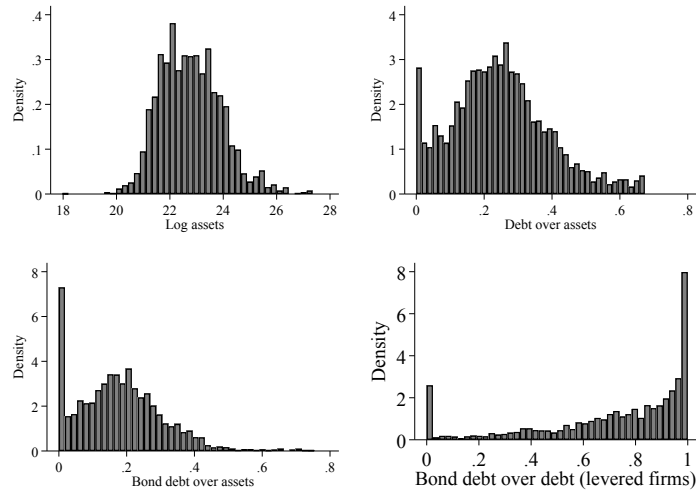 .4
.3
.2
.1
0
Density
18 20 22 24 26 28
Log assets
4
3
2
1
0
Density
0 .2 .4 .6 .8
Debt over assets
8
6
4
2
0
Density
0 .2 .4 .6 .8
Bond debt over assets
8
6
4
2
0
Density
0 .2 .4 .6 .8 1
Bond debt over debt (levered firms)